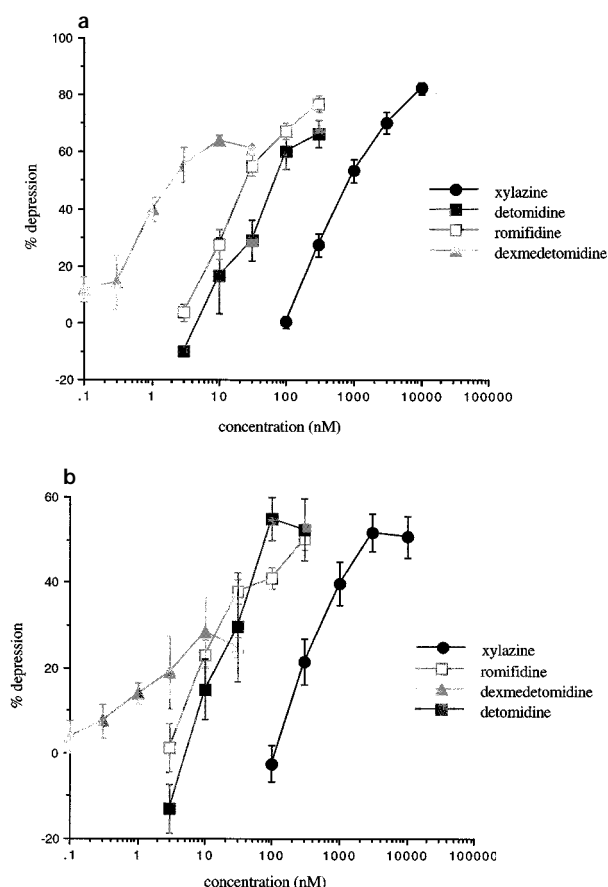 a
100
80
60
40
20
0
-20
% depression
.1 1 10 100 1000 10000 100000
concentration (nM)
xylazine
detomidine
romifidine
dexmedetomidine
b
60
40
20
0
-20
% depression
.1 1 10 100 1000 10000 100000
concentration (nM)
xylazine
romifidine
dexmedetomidine
detomidine